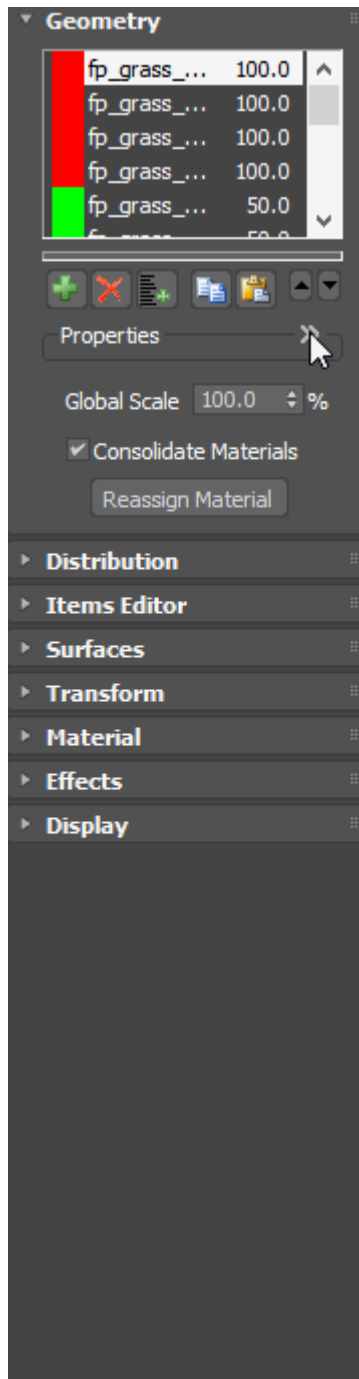 Geometry
fp_grass_... 100.0
fp_grass_... 100.0
fp_grass_... 100.0
fp_grass_... 100.0
fp_grass_... 50.0
Properties
Global Scale 100.0 %
Consolidate Materials
Reassign Material
Distribution
Items Editor
Surfaces
Transform
Material
Effects
Display